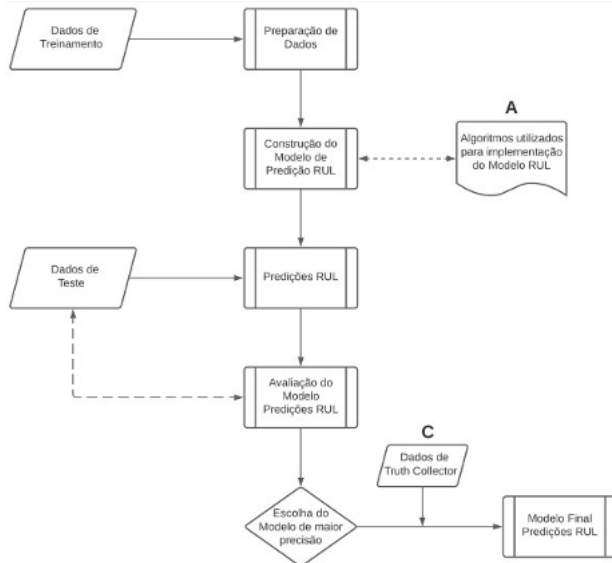 Dados de
Treinamento
Preparação de
Dados
A
Construção do
Modelo de
Predição RUL
Algoritmos utilizados
para implementação
do Modelo RUL
Dados de
Teste
Predições RUL
Avaliação do
Modelo
Predições RUL
C
Dados de
Truth Collector
Escolha do
Modelo de maior
precisão
Modelo Final
Predições RUL